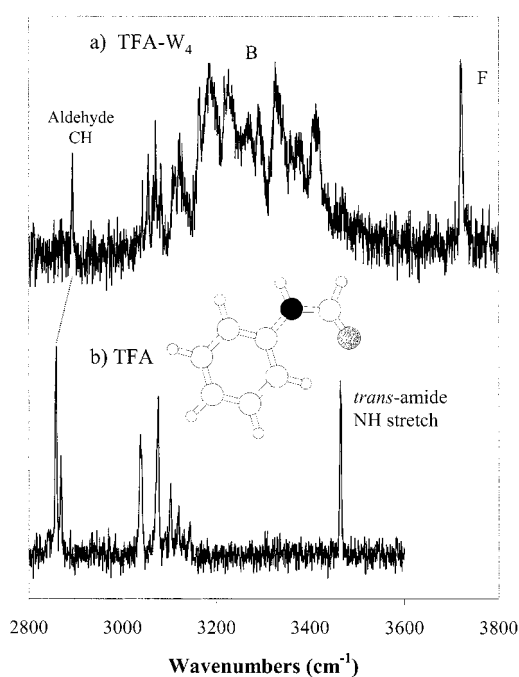 a) TFA-W4
B
F
Aldehyde
CH
b) TFA
trans-amide
NH stretch
2800 3000 3200 3400 3600 3800
Wavenumbers (cm-1)